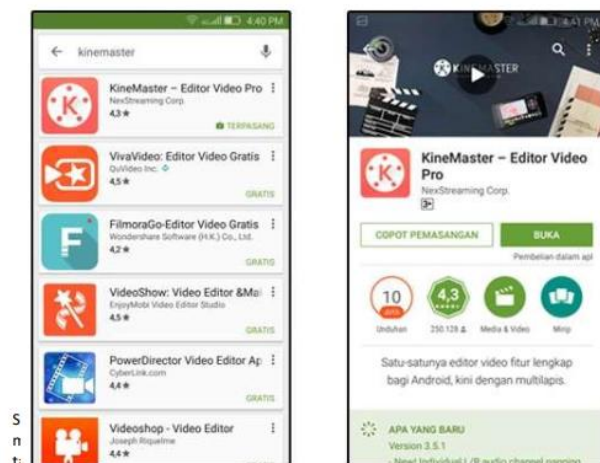 4:40 PM
kinemaster
KineMaster – Editor Video Pro
NexStreaming Corp.
4,3★
TERPASANG
VivaVideo: Editor Video Gratis
QuVideo Inc.
4,5★
GRATIS
FilmoraGo-Editor Video Gratis
Wondershare Software (H.K.) Co., Ltd.
4,2★
GRATIS
VideoShow: Video Editor &Mai
EnjoyMobi Video Editor Studio
4,5★
GRATIS
PowerDirector Video Editor Ap
CyberLink.com
4,4★
GRATIS
Videoshop - Video Editor
Joseph Riquelme
4,4★
4:41 PM
KINEMASTER
KineMaster – Editor Video
Pro
NexStreaming Corp.
3+
COPOT PEMASANGAN
BUKA
Pembelian dalam apl
10
JUTA
Unduhan
4,3
250.128
Media & Video
Mirip
Satu-satunya editor video fitur lengkap
bagi Android, kini dengan multilapis.
APA YANG BARU
Version 3.5.1
S
m